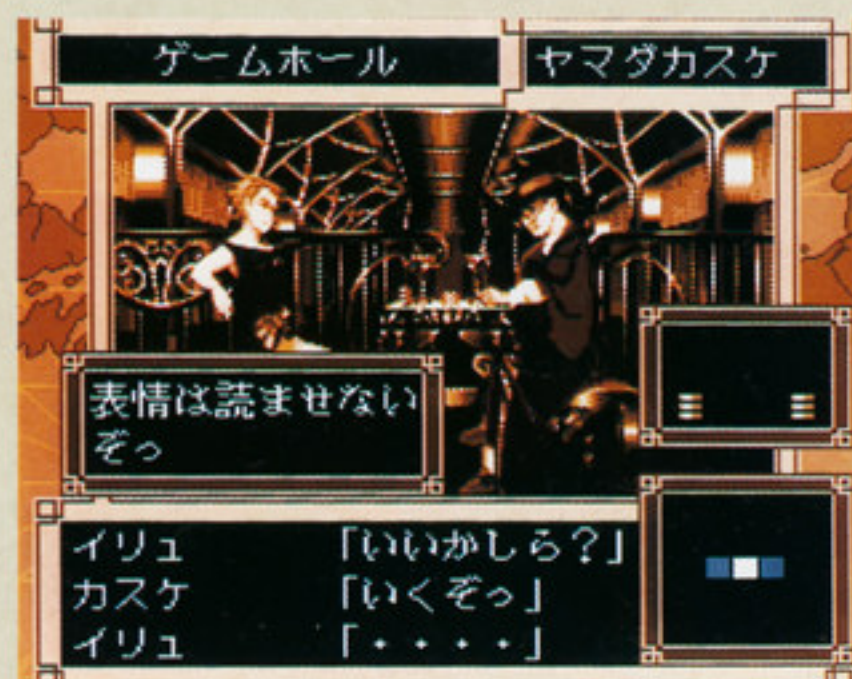 ゲームホール
ヤマダカスケ
表情は読ませない
ぞっ
イリュ 「いいかしら?」
カスケ 「いくぞっ」
イリュ 「・・・・」